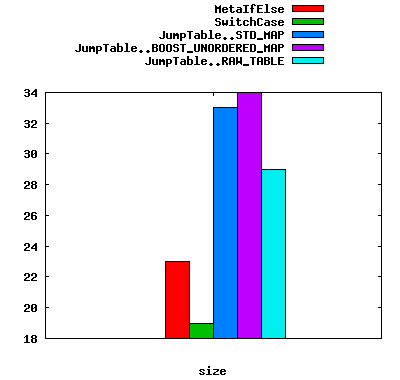 MetaIfElse
SwitchCase
JumpTable..STD_MAP
JumpTable..BOOST_UNORDERED_MAP
JumpTable..RAW_TABLE
34
32
30
28
26
24
22
20
18
size